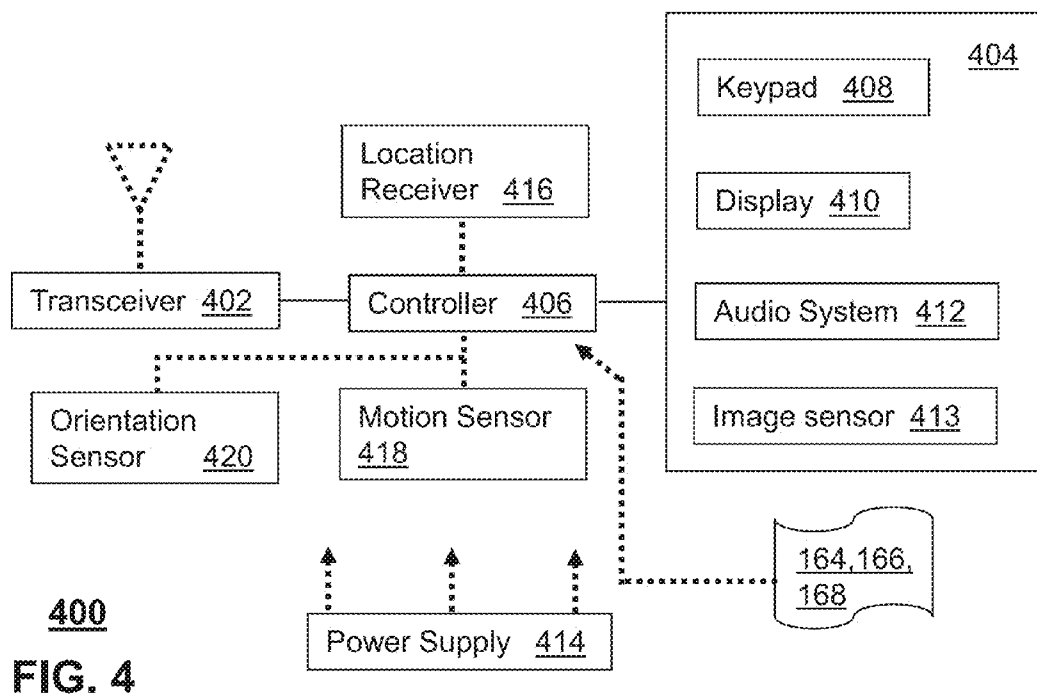 404
Keypad 408
Location
Receiver 416
Display 410
Transceiver 402
Controller 406
Audio System 412
Orientation
Sensor 420
Motion Sensor
418
Image sensor 413
164,166,
168
400
Power Supply 414
FIG. 4